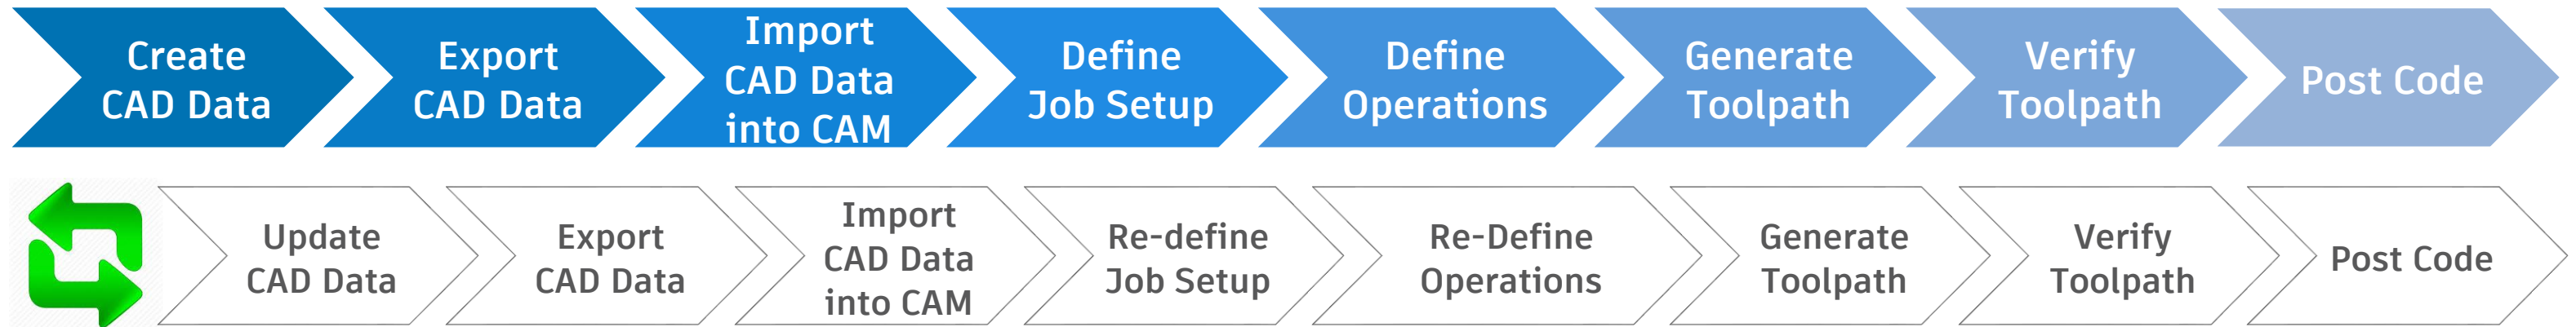 Create
CAD Data
Export
CAD Data
Import
CAD Data
into CAM
Define
Job Setup
Define
Operations
Generate
Toolpath
Verify
Toolpath
Post Code
Update
CAD Data
Export
CAD Data
Import
CAD Data
into CAM
Re-define
Job Setup
Re-Define
Operations
Generate
Toolpath
Verify
Toolpath
Post Code